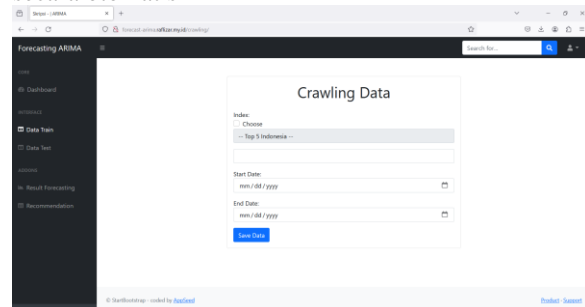 Skripsi - (ARIMA
forecast-arima.raflizar.my.id/crawling/
Forecasting ARIMA
Search for...
CORE
Dashboard
INTERFACE
Data Train
Data Test
ADDONS
Result Forecasting
Recommendation
Crawling Data
Index:
Choose
-- Top 5 Indonesia --
Start Date:
mm / dd / yyyy
End Date:
mm / dd / yyyy
Save Data
© StartBootstrap - coded by AppSeed
Product · Support